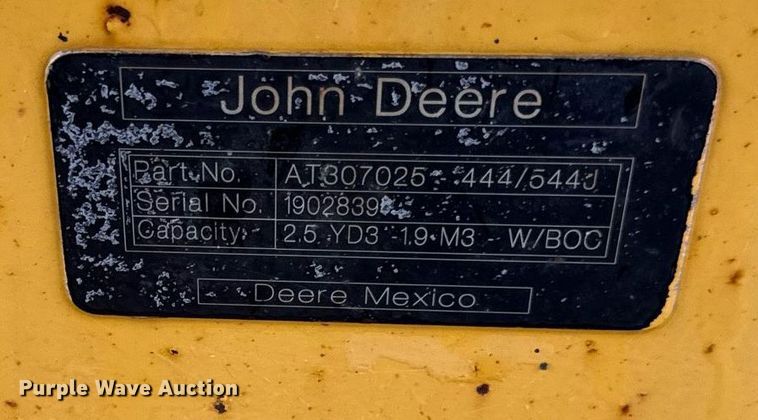 John Deere
Part No. AT307025 444/544J
Serial No. 1902839
Capacity: 2.5 YD3 1.9 M3 W/BOC
Deere Mexico
Purple Wave Auction